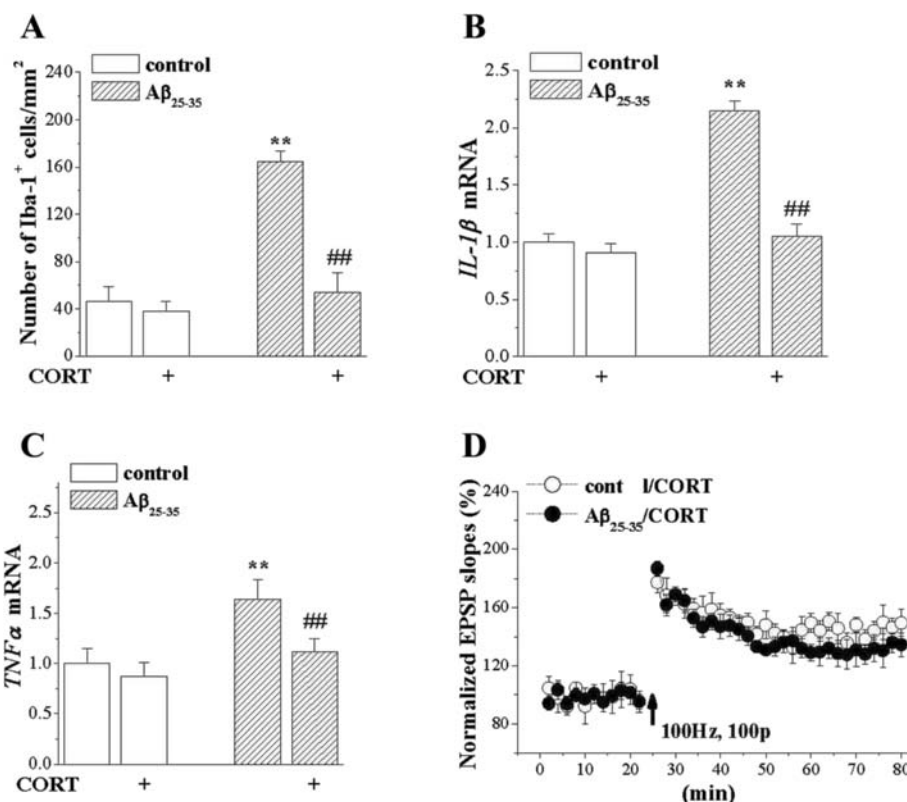 A
control
Aβ25-35
Number of Iba-1+ cells/mm2
240
200
160
120
80
40
0
**
##
CORT + +
B
control
Aβ25-35
IL-1β mRNA
2.5
2.0
1.5
1.0
0.5
0.0
**
##
CORT + +
C
control
Aβ25-35
TNFα mRNA
2.5
2.0
1.5
1.0
0.5
0.0
**
##
CORT + +
D
cont l/CORT
Aβ25-35/CORT
Normalized EPSP slopes (%)
240
200
160
120
80
100Hz, 100p
0 10 20 30 40 50 60 70 80
(min)